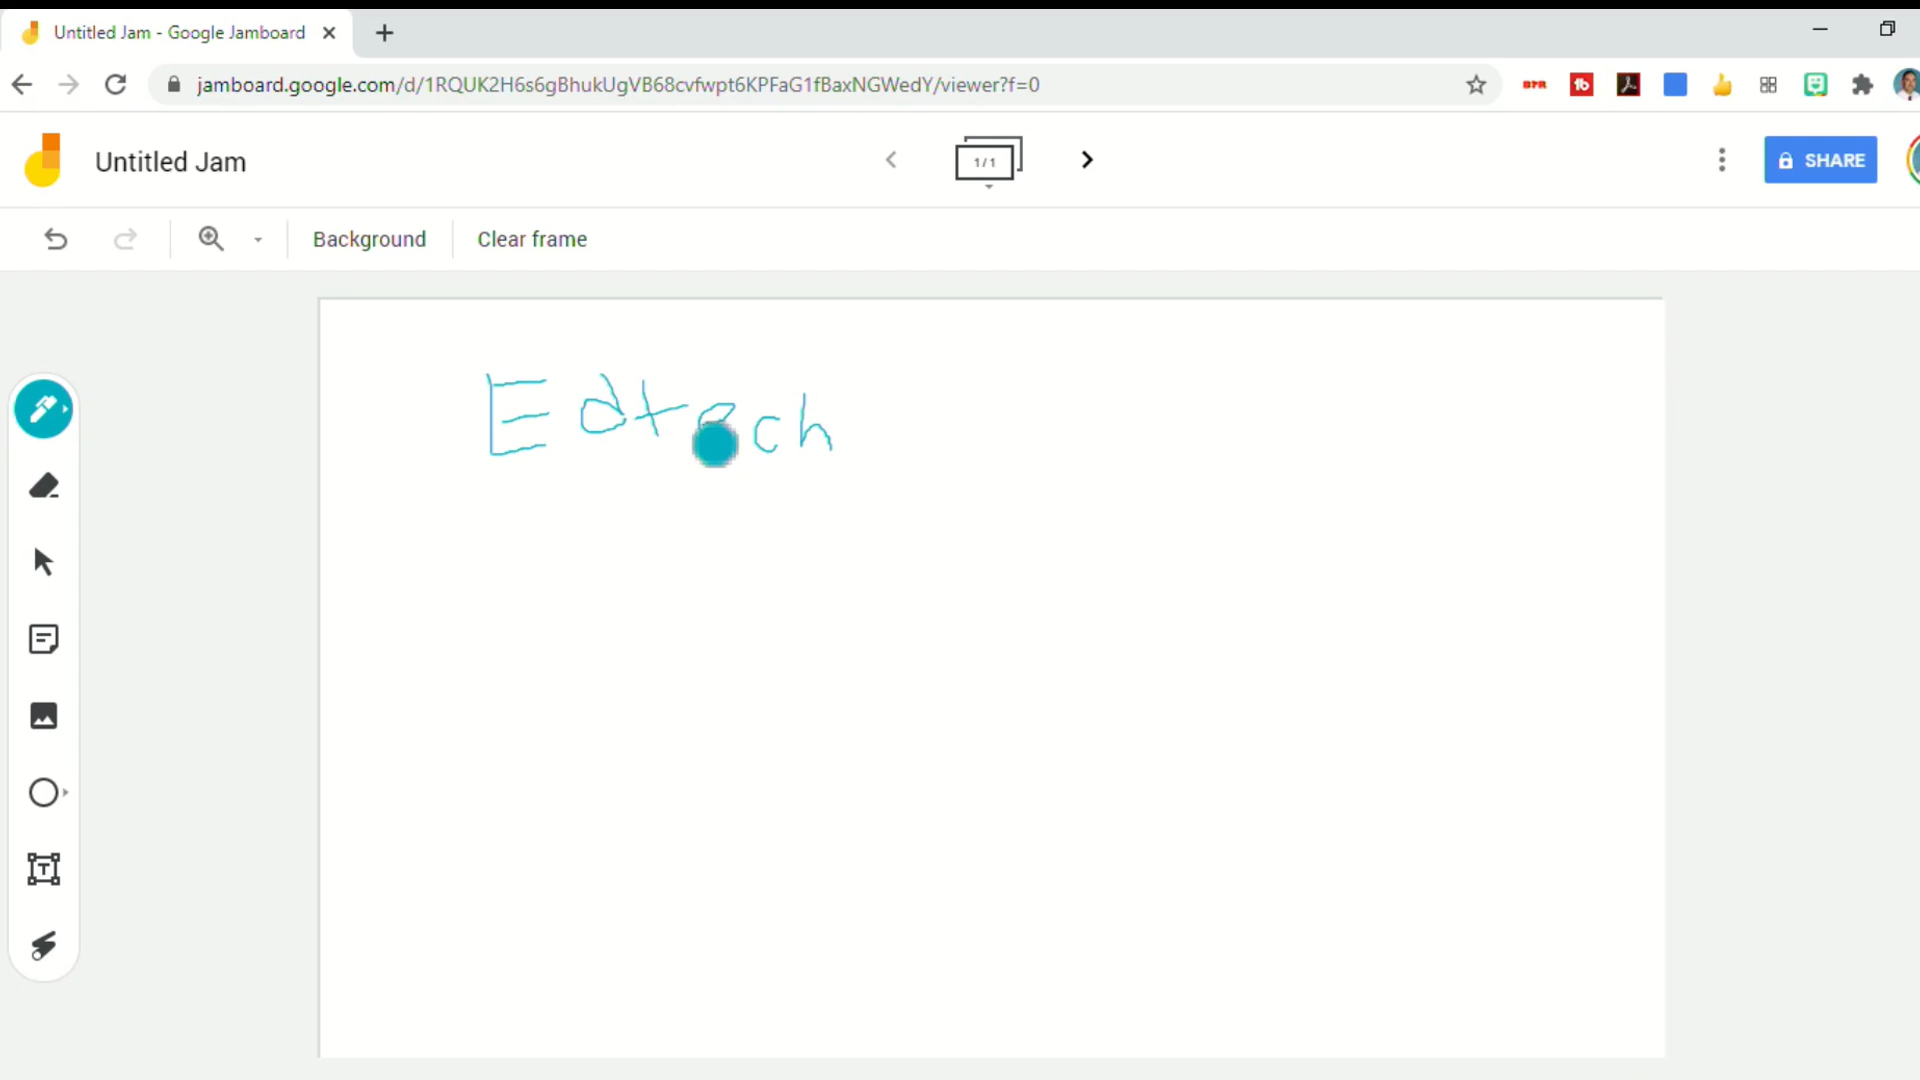 Untitled Jam - Google Jamboard
jamboard.google.com/d/1RQUK2H6s6gBhukUgVB68cvfwpt6KPFaG1fBaxNGWedY/viewer?f=0
Untitled Jam
1/1
SHARE
Background
Clear frame
Edtech
T